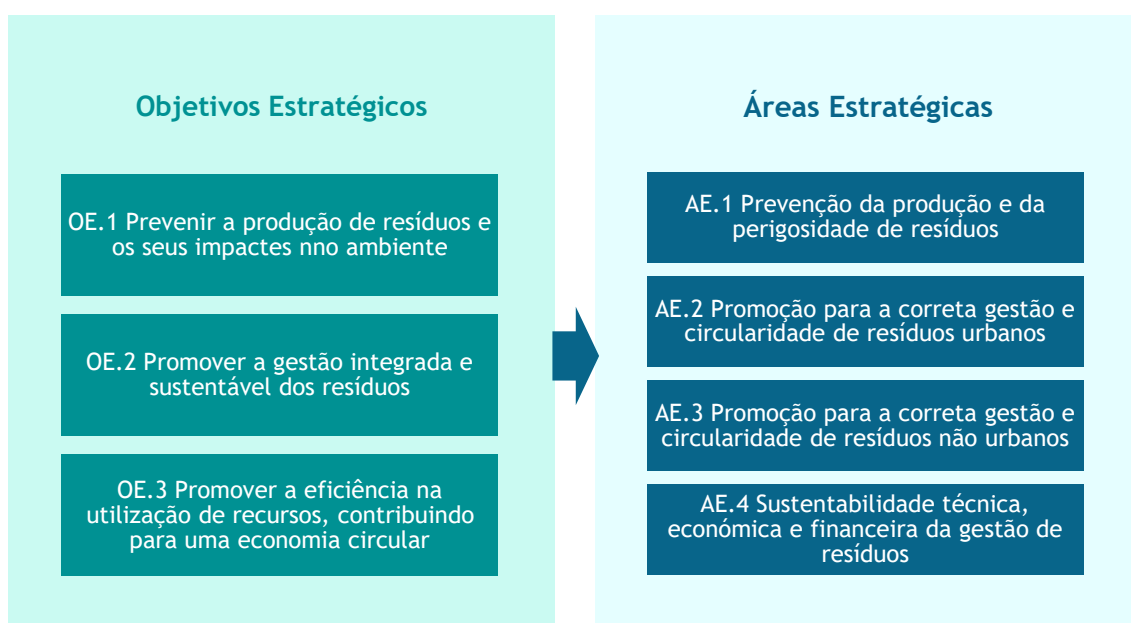 Objetivos Estratégicos
OE.1 Prevenir a produção de resíduos e
os seus impactes nno ambiente
OE.2 Promover a gestão integrada e
sustentável dos resíduos
OE.3 Promover a eficiência na
utilização de recursos, contribuindo
para uma economia circular
Áreas Estratégicas
AE.1 Prevenção da produção e da
perigosidade de resíduos
AE.2 Promoção para a correta gestão e
circularidade de resíduos urbanos
AE.3 Promoção para a correta gestão e
circularidade de resíduos não urbanos
AE.4 Sustentabilidade técnica,
económica e financeira da gestão de
resíduos